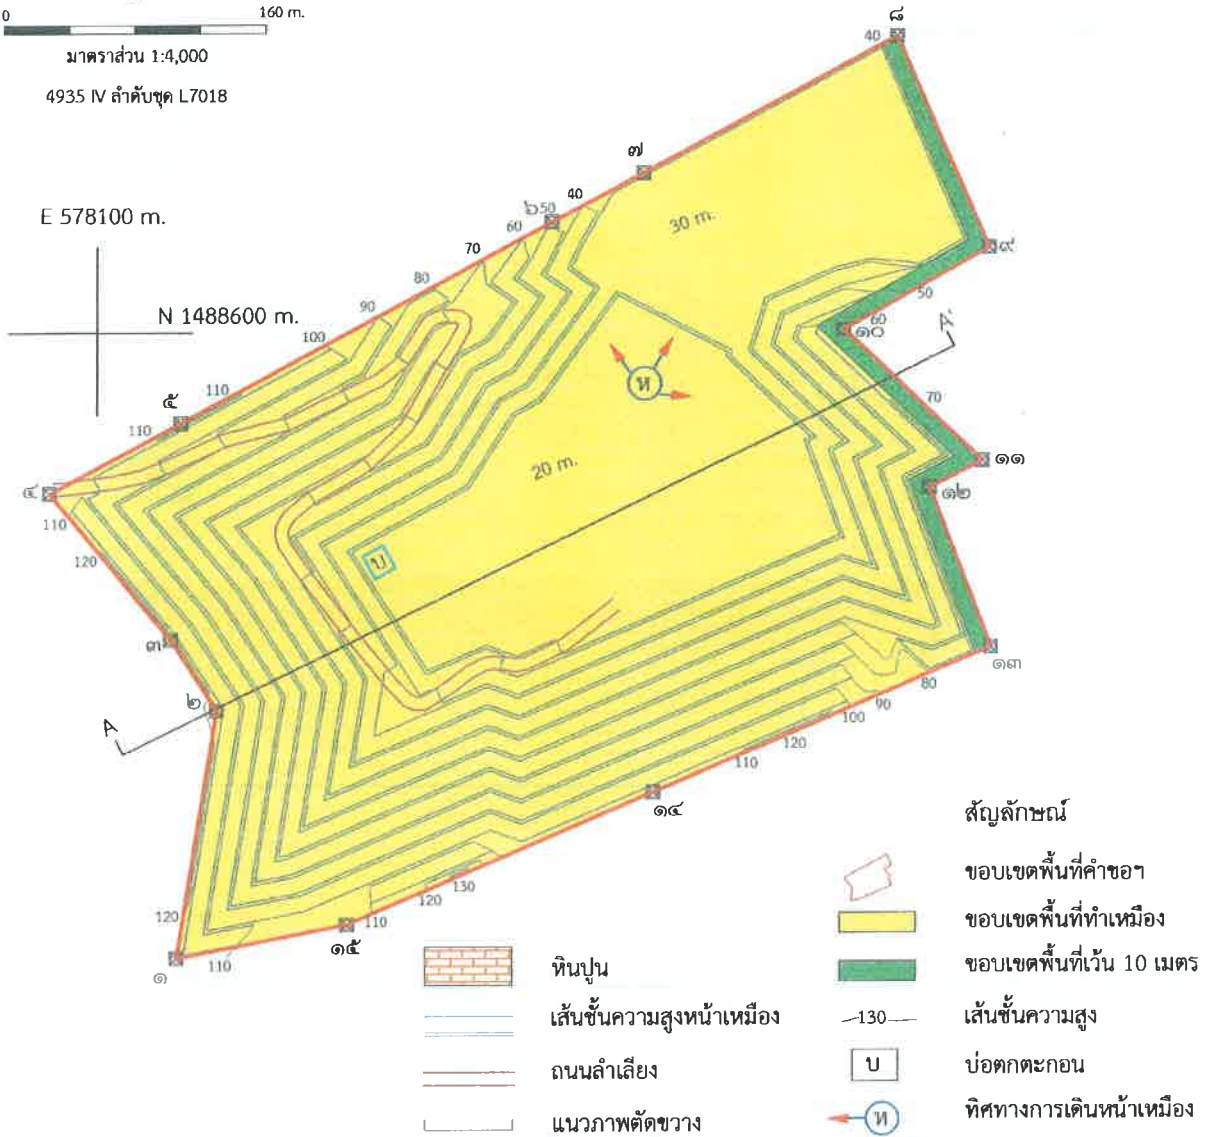 0 160 m.
มาตราส่วน 1:4,000
4935 IV ลำดับชุด L7018
๘
40
๗
E 578100 m.
๖
50
40
60
30 m.
70
๙
80
50
90
N 1488600 m.
60
๑๐
100
ห
110
๕
70
110
๑๑
20 m.
๔
๑๒
110
120
บ
๓
๑๓
๒
80
A
90
100
120
110
๑๔
สัญลักษณ์
ขอบเขตพื้นที่คำขอฯ
130
120
120
110
ขอบเขตพื้นที่ทำเหมือง
๑๕
๑
110
หินปูน
ขอบเขตพื้นที่เว้น 10 เมตร
เส้นชั้นความสูงหน้าเหมือง
130
เส้นชั้นความสูง
ถนนลำเลียง
บ
บ่อตกตะกอน
แนวภาพตัดขวาง
ห
ทิศทางการเดินหน้าเหมือง